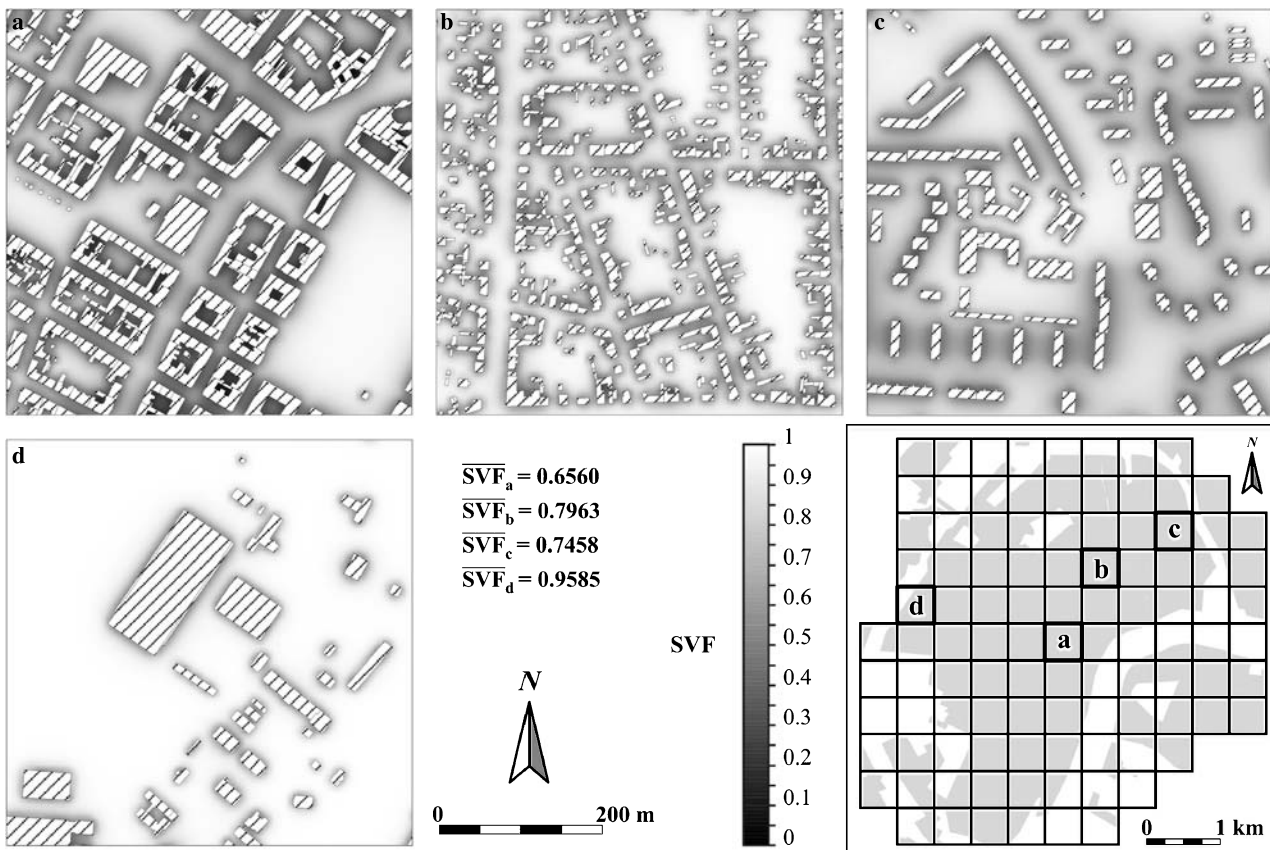 a
b
c
d
SVF̅a = 0.6560
SVF̅b = 0.7963
SVF̅c = 0.7458
SVF̅d = 0.9585
N
0 200 m
SVF
1
0.9
0.8
0.7
0.6
0.5
0.4
0.3
0.2
0.1
0
N
c
b
d
a
0 1 km